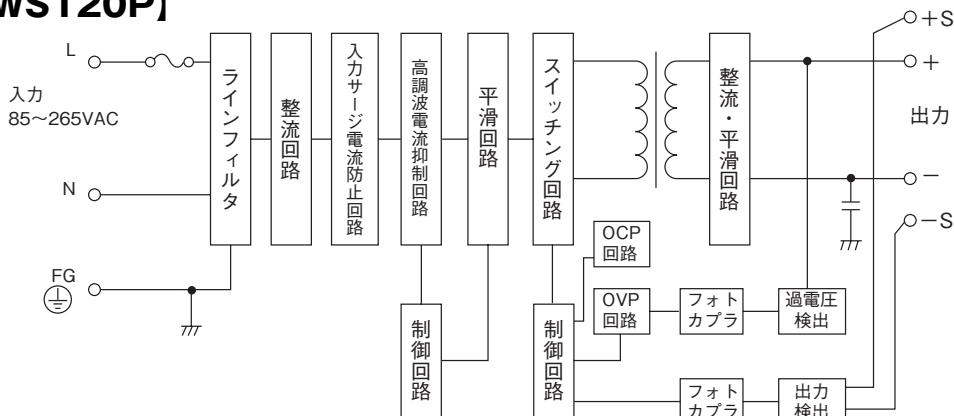 WS120P】
L
入力
85～265VAC
N
FG
ラインフィルタ
整流回路
入力サージ電流防止回路
高調波電流抑制回路
平滑回路
スイッチング回路
整流・平滑回路
＋S
＋
出力
－
－S
OCP
回路
OVP
回路
フォト
カプラ
過電圧
検出
制御回路
制御回路
フォト
カプラ
出力
検出